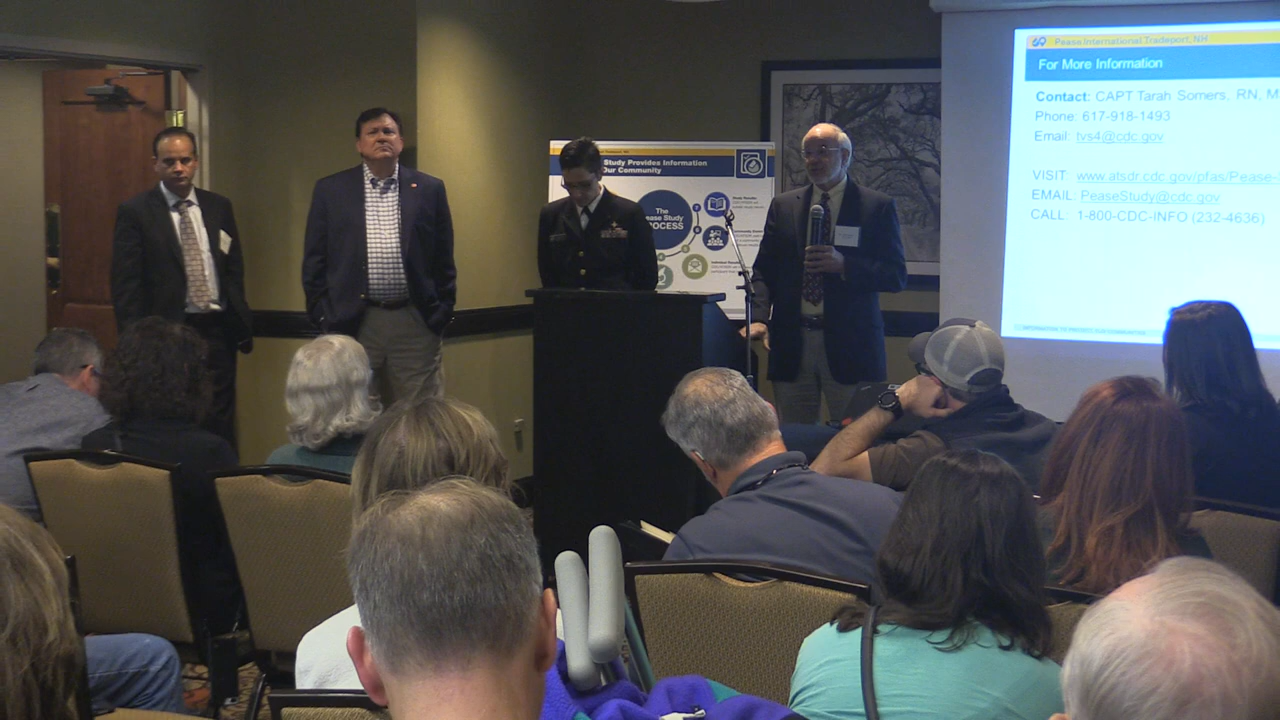 Pease International Tradeport, NH
For More Information
Contact: CAPT Tarah Somers, RN, M
Phone: 617-918-1493
Email: tvs4@cdc.gov
VISIT: www.atsdr.cdc.gov/pfas/Pease-
EMAIL: PeaseStudy@cdc.gov
CALL: 1-800-CDC-INFO (232-4636)
Study Provides Information
Our Community
The
Pease Study
PROCESS